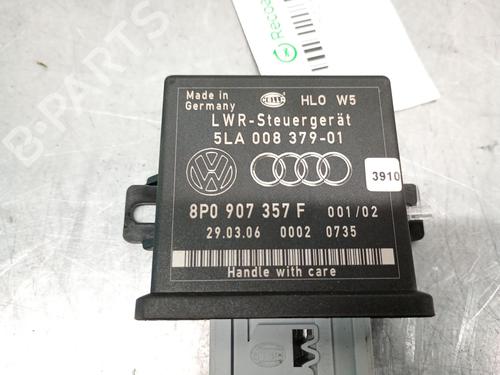 Made in
Germany
HELLA
HLO W5
LWR-Steuergerät
5LA 008 379-01
3910
8P0 907 357 F 001/02
29.03.06 0002 0735
Handle with care
B-PARTS